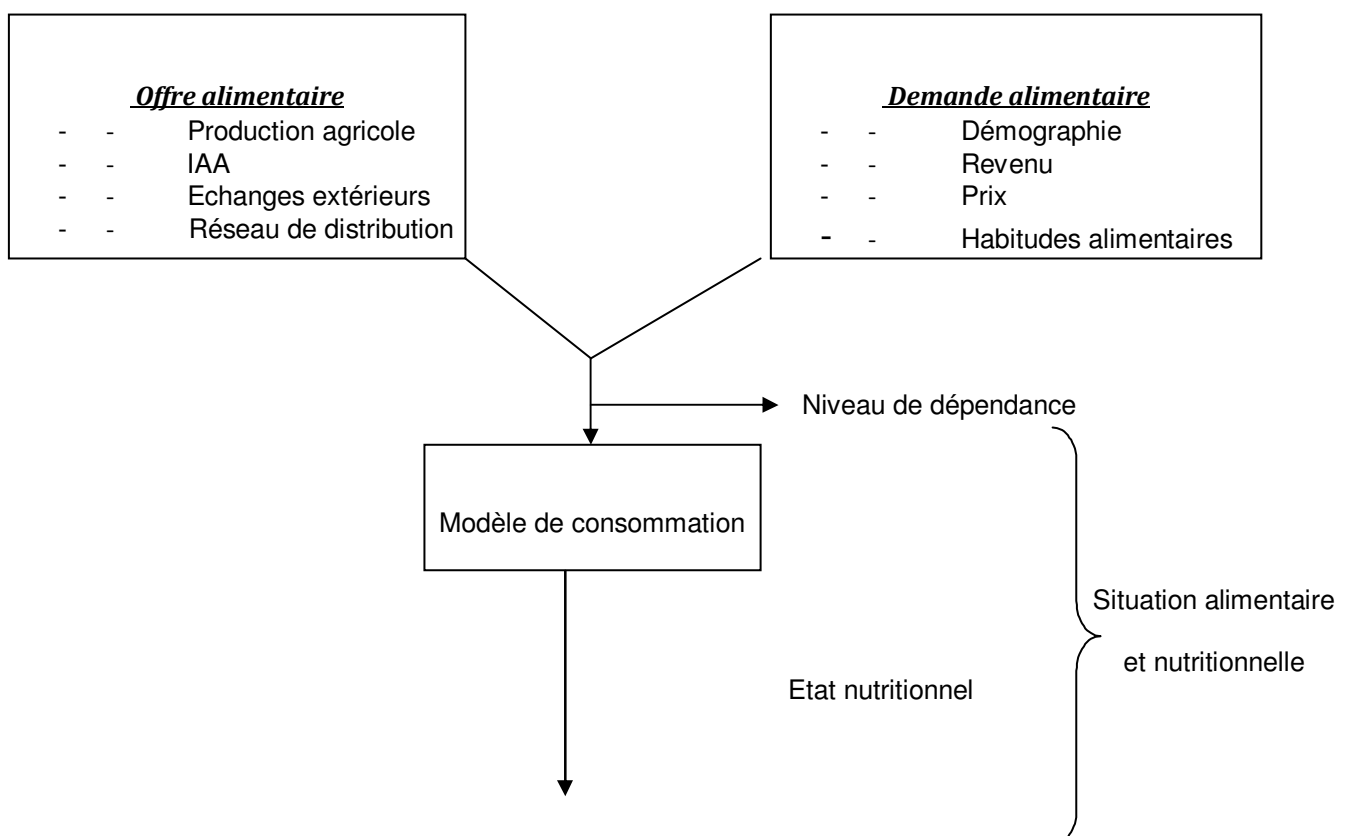 Offre alimentaire
- - Production agricole
- - IAA
- - Echanges extérieurs
- - Réseau de distribution
Demande alimentaire
- - Démographie
- - Revenu
- - Prix
- - Habitudes alimentaires
Niveau de dépendance
Modèle de consommation
Situation alimentaire
et nutritionnelle
Etat nutritionnel